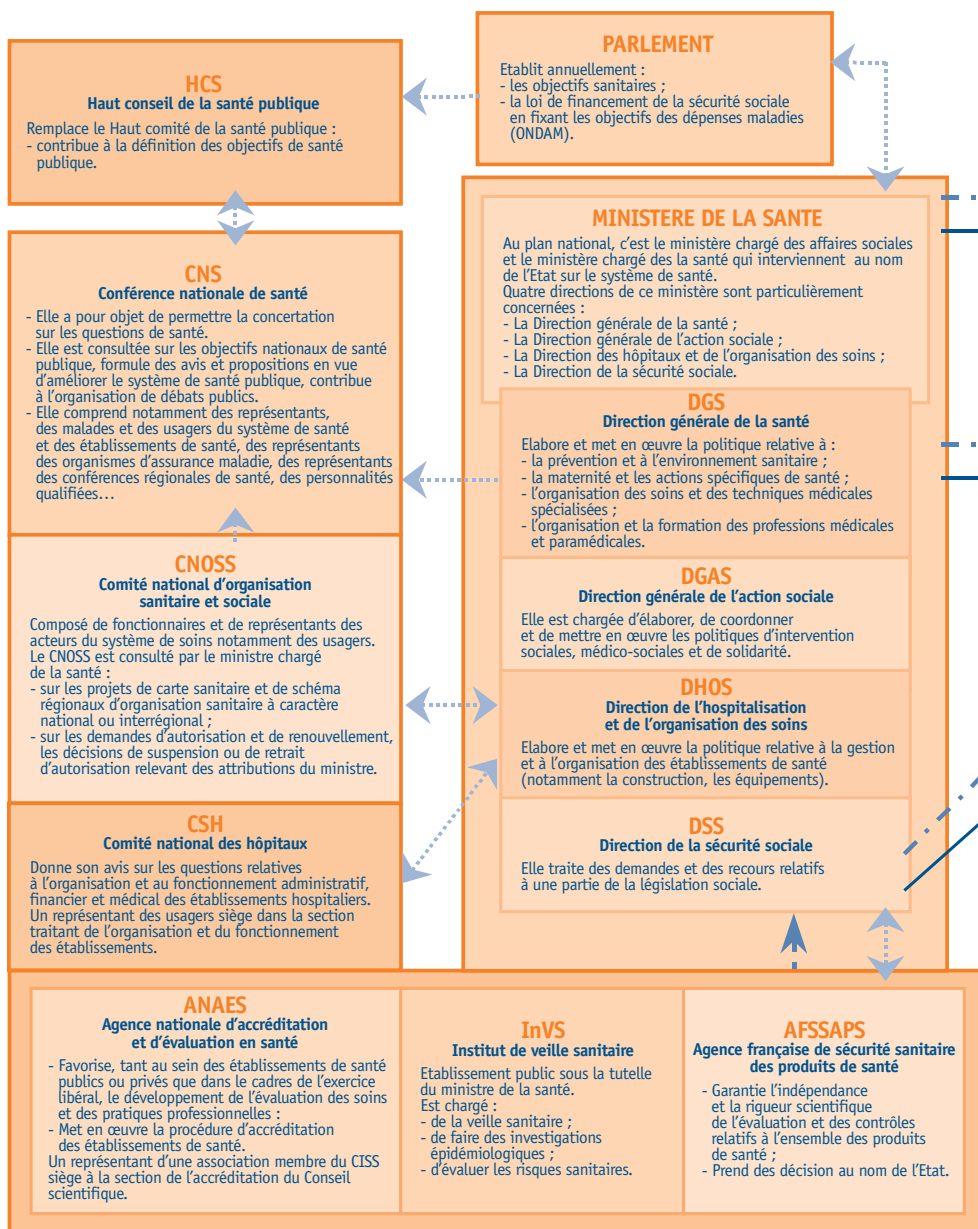 HCS
Haut conseil de la santé publique
Remplace le Haut comité de la santé publique :
- contribue à la définition des objectifs de santé
publique.
PARLEMENT
Etablit annuellement :
- les objectifs sanitaires ;
- la loi de financement de la sécurité sociale
en fixant les objectifs des dépenses maladies
(ONDAM).
CNS
Conférence nationale de santé
- Elle a pour objet de permettre la concertation
sur les questions de santé.
- Elle est consultée sur les objectifs nationaux de santé
publique, formule des avis et propositions en vue
d'améliorer le système de santé publique, contribue
à l'organisation de débats publics.
- Elle comprend notamment des représentants,
des malades et des usagers du système de santé
et des établissements de santé, des représentants
des organismes d'assurance maladie, des représentants
des conférences régionales de santé, des personnalités
qualifiées…
CNOSS
Comité national d'organisation
sanitaire et sociale
Composé de fonctionnaires et de représentants des
acteurs du système de soins notamment des usagers.
Le CNOSS est consulté par le ministre chargé
de la santé :
- sur les projets de carte sanitaire et de schéma
régionaux d'organisation sanitaire à caractère
national ou interrégional ;
- sur les demandes d'autorisation et de renouvellement,
les décisions de suspension ou de retrait
d'autorisation relevant des attributions du ministre.
CSH
Comité national des hôpitaux
Donne son avis sur les questions relatives
à l'organisation et au fonctionnement administratif,
financier et médical des établissements hospitaliers.
Un représentant des usagers siège dans la section
traitant de l'organisation et du fonctionnement
des établissements.
MINISTERE DE LA SANTE
Au plan national, c'est le ministère chargé des affaires sociales
et le ministère chargé des la santé qui interviennent au nom
de l'Etat sur le système de santé.
Quatre directions de ce ministère sont particulièrement
concernées :
- La Direction générale de la santé ;
- La Direction générale de l'action sociale ;
- La Direction des hôpitaux et de l'organisation des soins ;
- La Direction de la sécurité sociale.
DGS
Direction générale de la santé
Elabore et met en œuvre la politique relative à :
- la prévention et à l'environnement sanitaire ;
- la maternité et les actions spécifiques de santé ;
- l'organisation des soins et des techniques médicales
spécialisées ;
- l'organisation et la formation des professions médicales
et paramédicales.
DGAS
Direction générale de l'action sociale
Elle est chargée d'élaborer, de coordonner
et de mettre en œuvre les politiques d'intervention
sociales, médico-sociales et de solidarité.
DHOS
Direction de l'hospitalisation
et de l'organisation des soins
Elabore et met en œuvre la politique relative à la gestion
et à l'organisation des établissements de santé
(notamment la construction, les équipements).
DSS
Direction de la sécurité sociale
Elle traite des demandes et des recours relatifs
à une partie de la législation sociale.
ANAES
Agence nationale d'accréditation
et d'évaluation en santé
- Favorise, tant au sein des établissements de santé
publics ou privés que dans le cadres de l'exercice
libéral, le développement de l'évaluation des soins
et des pratiques professionnelles :
- Met en œuvre la procédure d'accréditation
des établissements de santé.
Un représentant d'une association membre du CISS
siège à la section de l'accréditation du Conseil
scientifique.
InVS
Institut de veille sanitaire
Etablissement public sous la tutelle
du ministre de la santé.
Est chargé :
- de la veille sanitaire ;
- de faire des investigations
épidémiologiques ;
- d'évaluer les risques sanitaires.
AFSSAPS
Agence française de sécurité sanitaire
des produits de santé
- Garantie l'indépendance
et la rigueur scientifique
de l'évaluation et des contrôles
relatifs à l'ensemble des produits
de santé ;
- Prend des décision au nom de l'Etat.